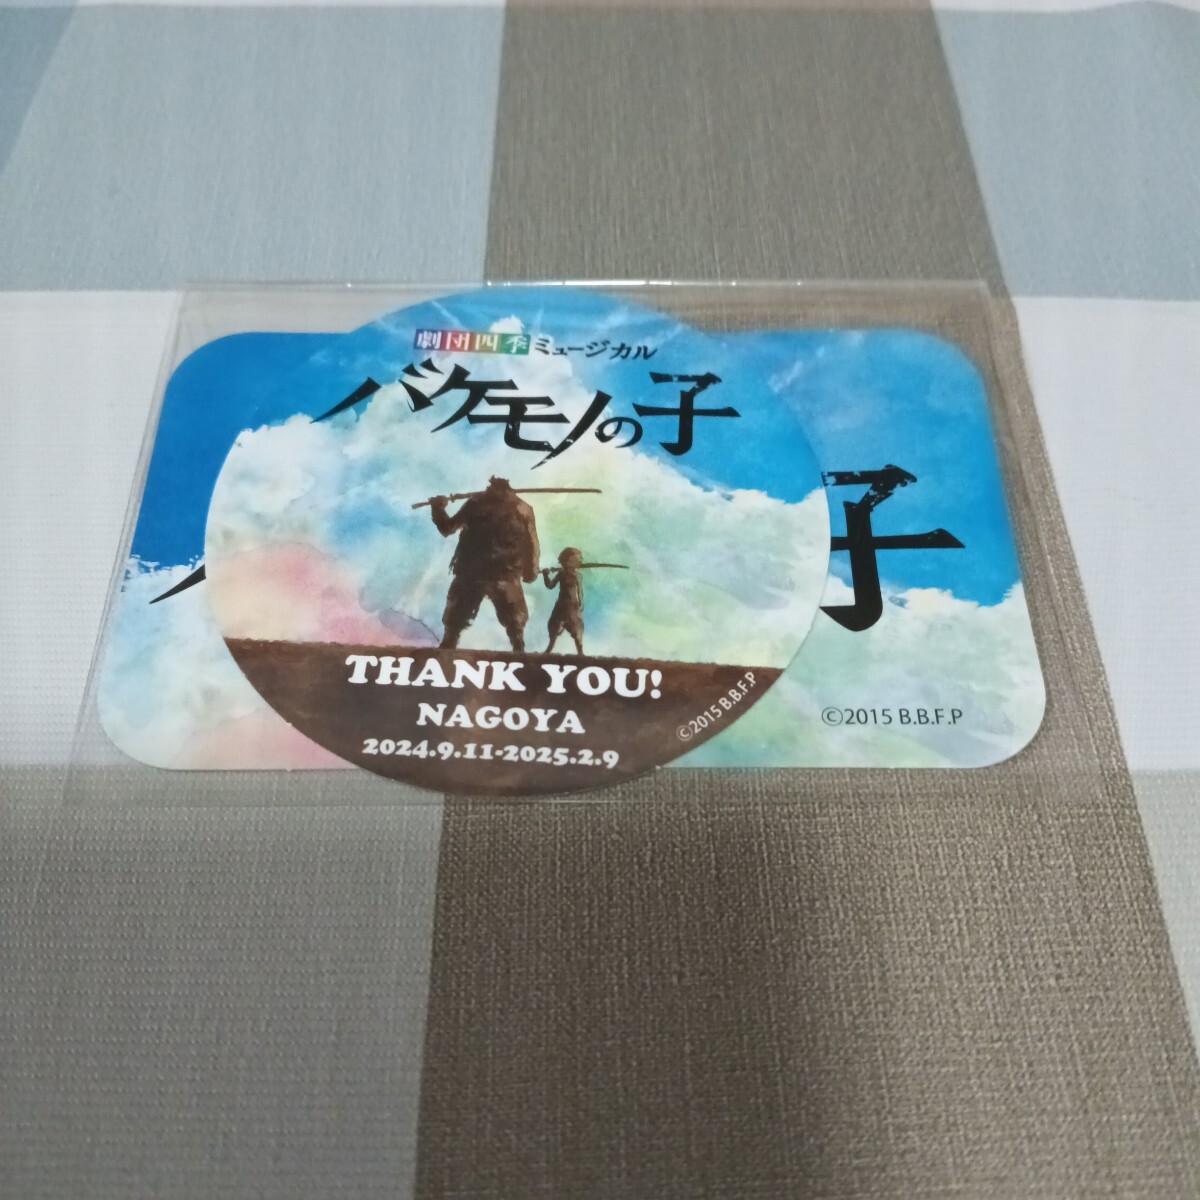 劇団四季ミュージカル
バケモノの子
THANK YOU!
NAGOYA
2024.9.11-2025.2.9
©2015 B.B.F.P
子
©2015 B.B.F.P